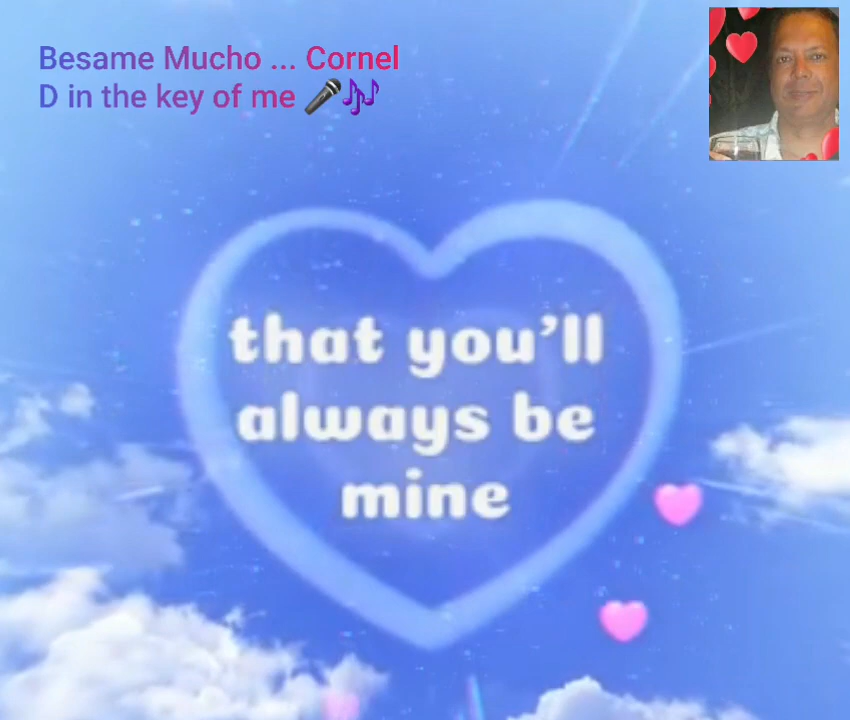 Besame Mucho ... Cornel
D in the key of me 🎤🎶
that you’ll
always be
mine